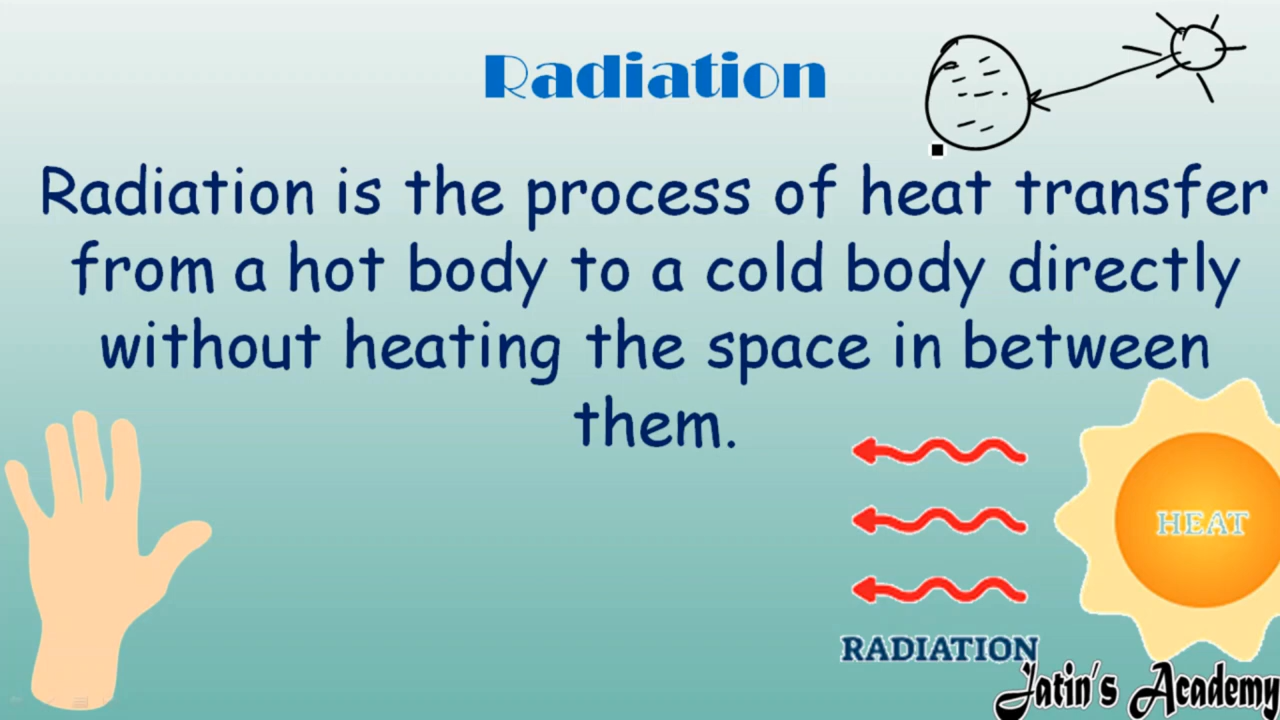 Radiation
Radiation is the process of heat transfer
from a hot body to a cold body directly
without heating the space in between
them.
HEAT
RADIATION
Jatin's Academy